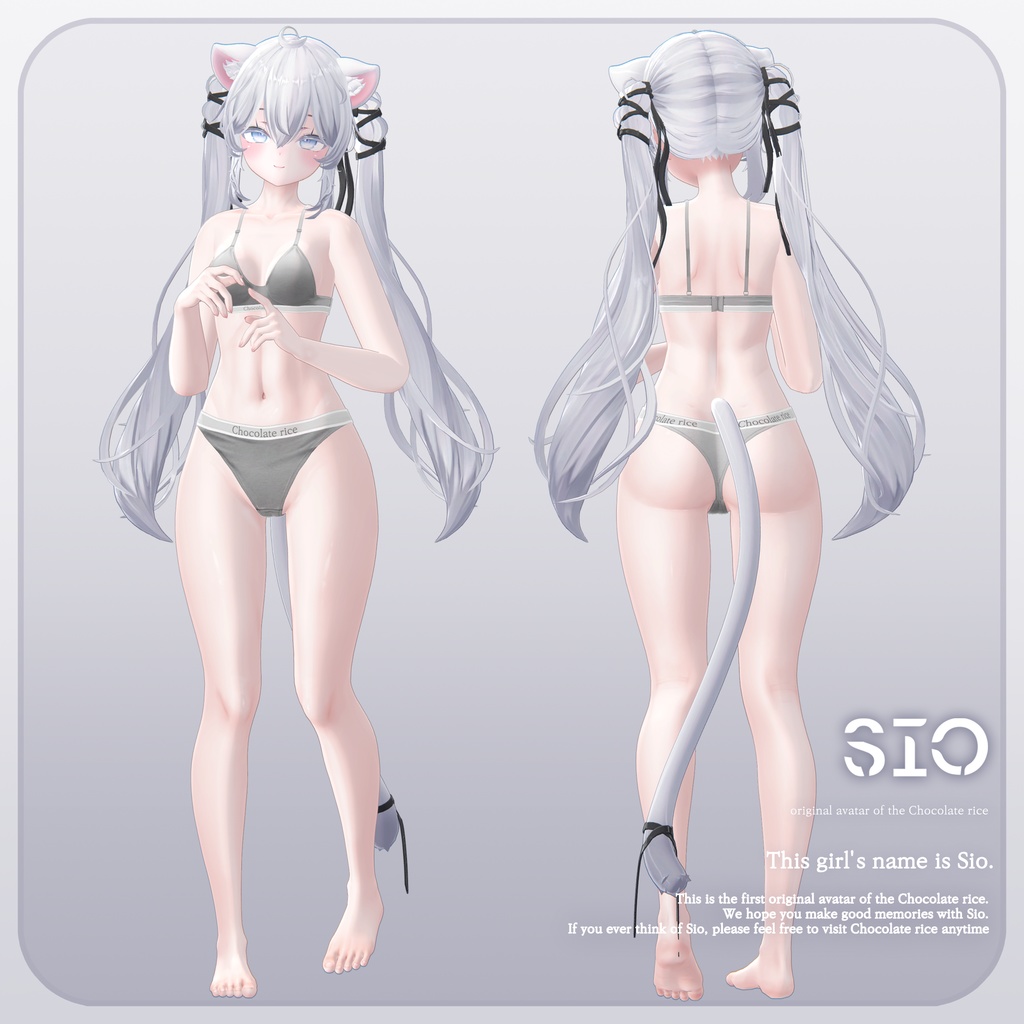 Chocolate rice
olate rice
Chocolate rice
SIO
original avatar of the Chocolate rice
This girl's name is Sio.
This is the first original avatar of the Chocolate rice.
We hope you make good memories with Sio.
If you ever think of Sio, please feel free to visit Chocolate rice anytime